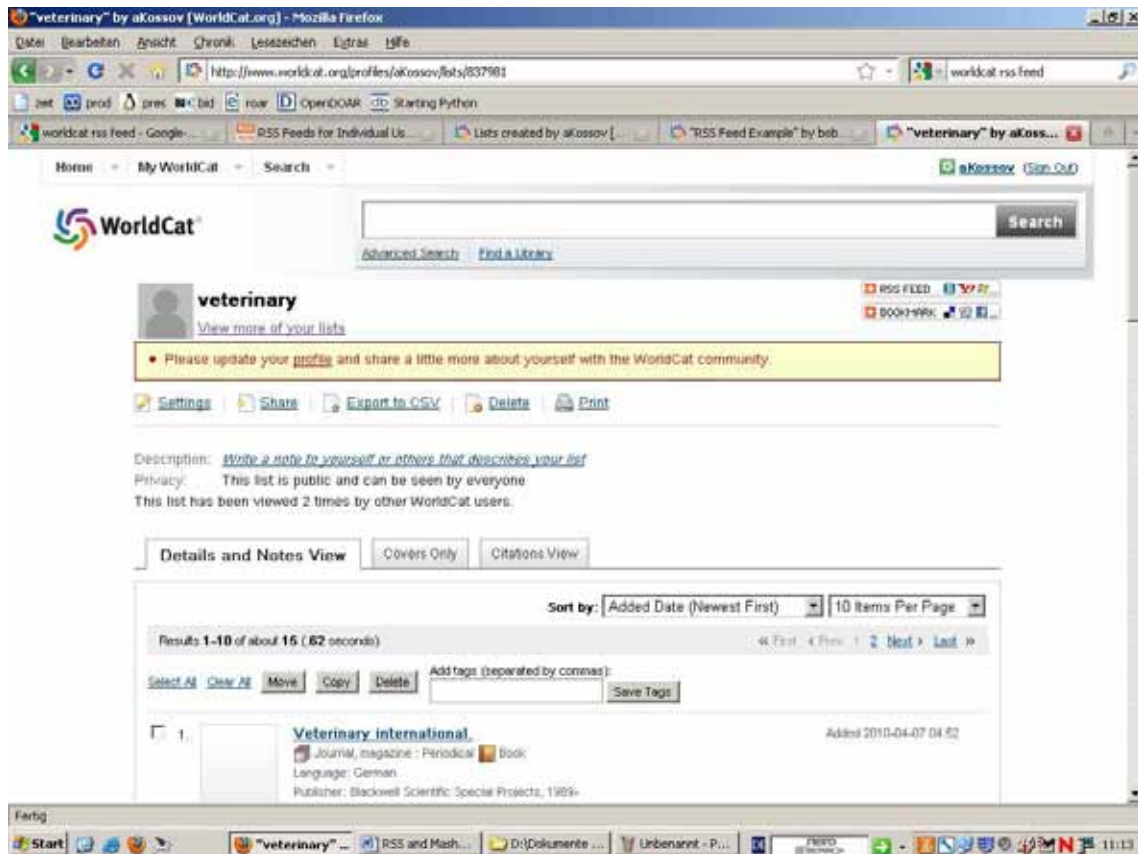 "veterinary" by aKossov [WorldCat.org] - Mozilla Firefox
Datei Bearbeiten Ansicht Chronik Lesezeichen Extras Hilfe
http://www.worldcat.org/profiles/aKossov/lists/837981 worldcat rss feed
zwt prod pres bid roar OpenDOAR Starting Python
worldcat rss feed - Google-... RSS Feeds for Individual Us... Lists created by aKossov [... "RSS Feed Example" by bob... "veterinary" by aKoss...
Home My WorldCat Search aKossov (Sign Out)
WorldCat Search
Advanced Search Find a Library
veterinary RSS FEED
View more of your lists BOOKMARK
• Please update your profile and share a little more about yourself with the WorldCat community.
Settings Share Export to CSV Delete Print
Description: Write a note to yourself or others that describes your list
Privacy: This list is public and can be seen by everyone
This list has been viewed 2 times by other WorldCat users.
Details and Notes View Covers Only Citations View
Sort by: Added Date (Newest First) 10 Items Per Page
Results 1-10 of about 15 (.62 seconds) « First ‹ Prev 1 2 Next › Last »
Add tags (separated by commas):
Select All Clear All Move Copy Delete Save Tags
1. Veterinary international. Added 2010-04-07 04:52
Journal, magazine : Periodical Book
Language: German
Publisher: Blackwell Scientific Special Projects, 1989-
Fertig
Start "veterinary" ... RSS and Mash... D:\Dokumente ... Unbenannt - P... 11:13